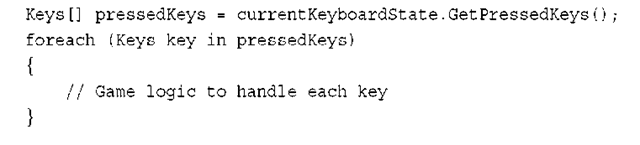 Keys[] pressedKeys = currentKeyboardState.GetPressedKeys();
foreach (Keys key in pressedKeys)
{
    // Game logic to handle each key
}